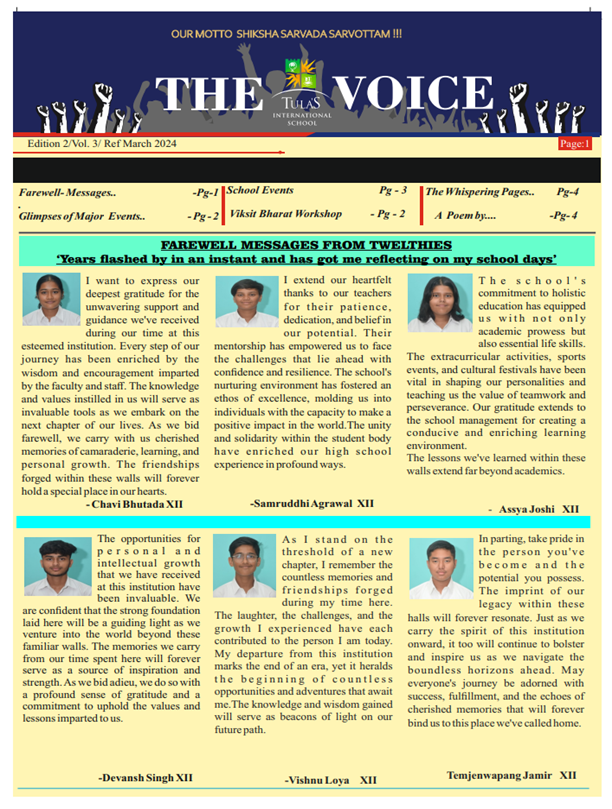 OUR MOTTO SHIKSHA SARVADA SARVOTTAM !!!
THE VOICE
TULAS
INTERNATIONAL
SCHOOL
Edition 2/Vol. 3/ Ref March 2024
Page:1
Farewell- Messages.. -Pg-1
.
Glimpses of Major Events.. - Pg - 2
School Events Pg - 3
Viksit Bharat Workshop - Pg - 2
The Whispering Pages.. Pg-4
A Poem by.... -Pg- 4
FAREWELL MESSAGES FROM TWELTHIES
‘Years flashed by in an instant and has got me reflecting on my school days’
I want to express our
deepest gratitude for the
unwavering support and
guidance we've received
during our time at this
esteemed institution. Every step of our
journey has been enriched by the
wisdom and encouragement imparted
by the faculty and staff. The knowledge
and values instilled in us will serve as
invaluable tools as we embark on the
next chapter of our lives. As we bid
farewell, we carry with us cherished
memories of camaraderie, learning, and
personal growth. The friendships
forged within these walls will forever
hold a special place in our hearts.
- Chavi Bhutada XII
I extend our heartfelt
thanks to our teachers
for their patience,
dedication, and belief in
our potential. Their
mentorship has empowered us to face
the challenges that lie ahead with
confidence and resilience. The school's
nurturing environment has fostered an
ethos of excellence, molding us into
individuals with the capacity to make a
positive impact in the world.The unity
and solidarity within the student body
have enriched our high school
experience in profound ways.
-Samruddhi Agrawal XII
The school's
commitment to holistic
education has equipped
us with not only
academic prowess but
also essential life skills.
The extracurricular activities, sports
events, and cultural festivals have been
vital in shaping our personalities and
teaching us the value of teamwork and
perseverance. Our gratitude extends to
the school management for creating a
conducive and enriching learning
environment.
The lessons we've learned within these
walls extend far beyond academics.
- Assya Joshi XII
The opportunities for
personal and
intellectual growth
that we have received
at this institution have
been invaluable. We
are confident that the strong foundation
laid here will be a guiding light as we
venture into the world beyond these
familiar walls. The memories we carry
from our time spent here will forever
serve as a source of inspiration and
strength. As we bid adieu, we do so with
a profound sense of gratitude and a
commitment to uphold the values and
lessons imparted to us.
-Devansh Singh XII
As I stand on the
threshold of a new
chapter, I remember the
countless memories and
friendships forged
during my time here.
The laughter, the challenges, and the
growth I experienced have each
contributed to the person I am today.
My departure from this institution
marks the end of an era, yet it heralds
the beginning of countless
opportunities and adventures that await
me.The knowledge and wisdom gained
will serve as beacons of light on our
future path.
-Vishnu Loya XII
In parting, take pride in
the person you've
become and the
potential you possess.
The imprint of our
legacy within these
halls will forever resonate. Just as we
carry the spirit of this institution
onward, it too will continue to bolster
and inspire us as we navigate the
boundless horizons ahead. May
everyone's journey be adorned with
success, fulfillment, and the echoes of
cherished memories that will forever
bind us to this place we've called home.
Temjenwapang Jamir XII